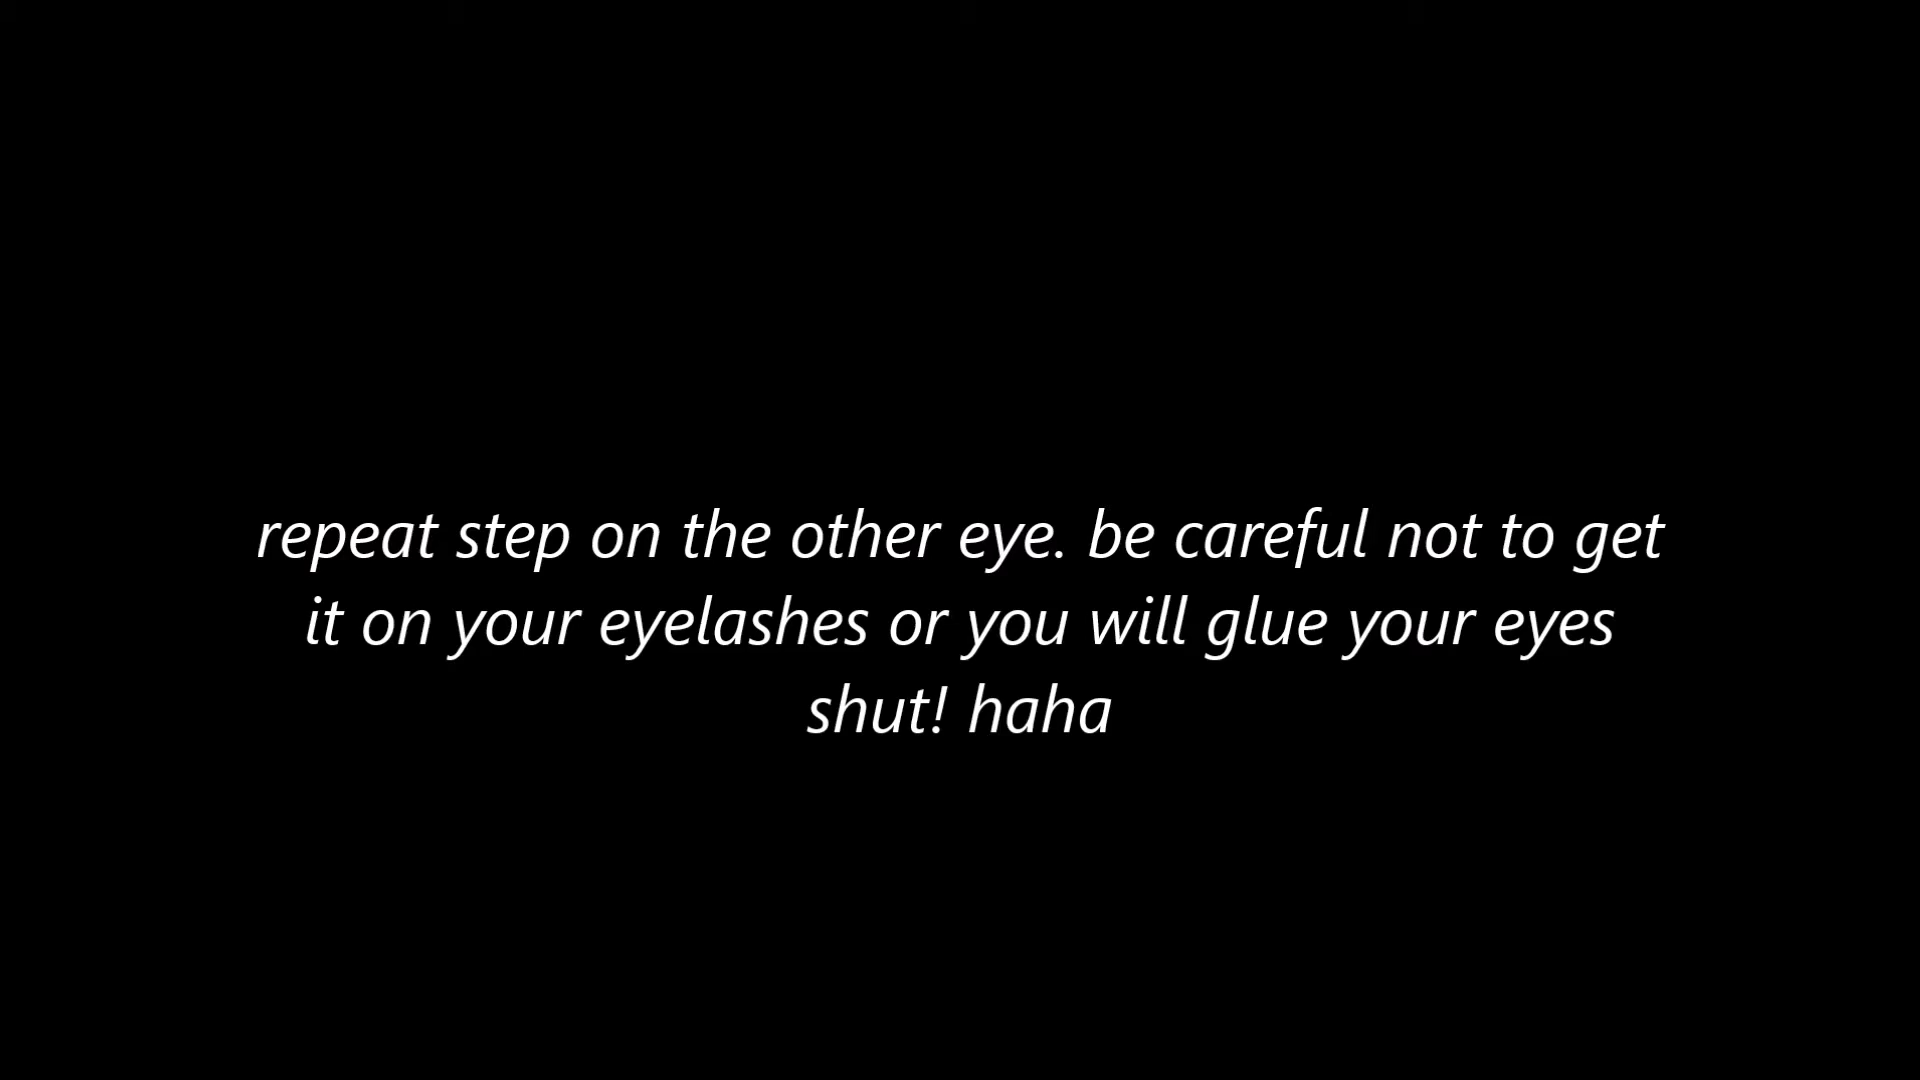 repeat step on the other eye. be careful not to get
it on your eyelashes or you will glue your eyes
shut! haha